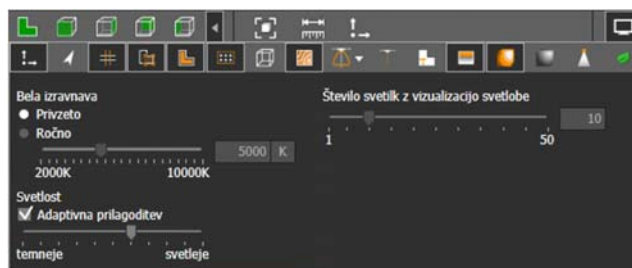 Bela izravnava
Privzeto
Ročno
5000 K
2000K 10000K
Svetlost
Adaptivna prilagoditev
temneje svetleje
Število svetilk z vizualizacijo svetlobe
10
1 50